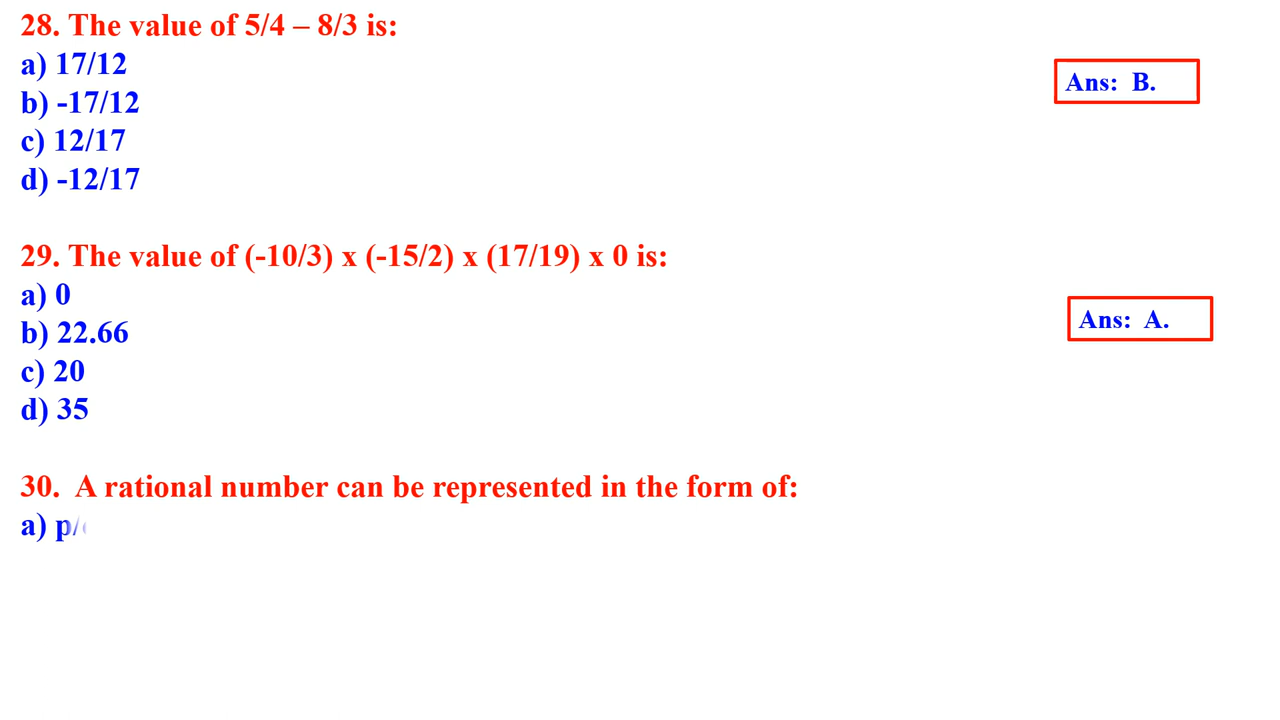 28. The value of 5/4 – 8/3 is:
a) 17/12
Ans: B.
b) -17/12
c) 12/17
d) -12/17
29. The value of (-10/3) x (-15/2) x (17/19) x 0 is:
a) 0
Ans: A.
b) 22.66
c) 20
d) 35
30. A rational number can be represented in the form of:
a) p/